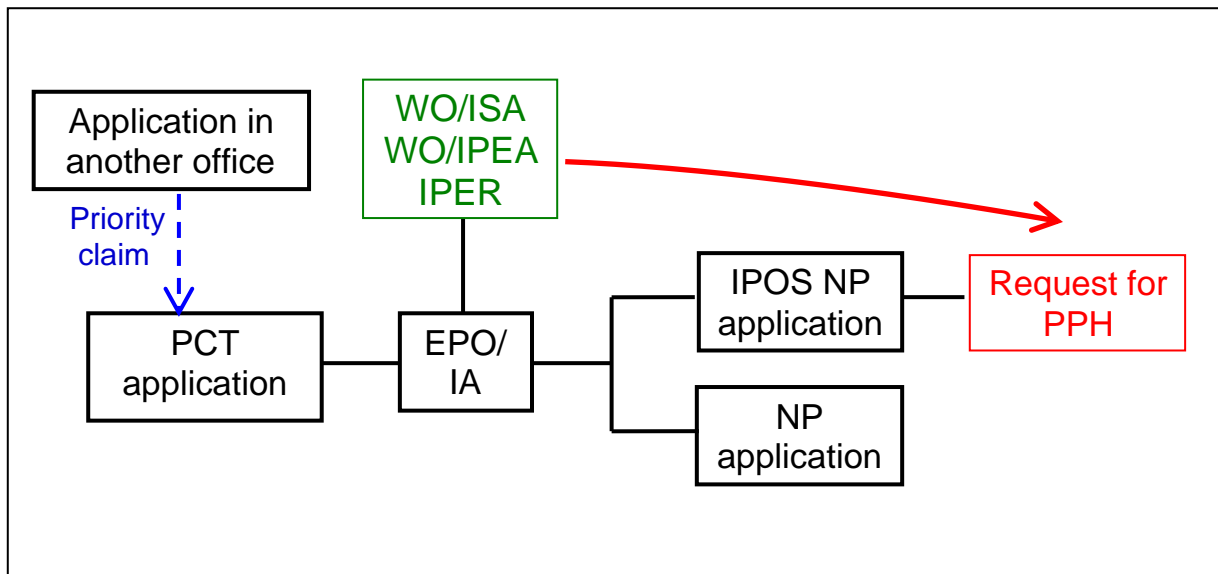 Application in
another office
Priority
claim
PCT
application
WO/ISA
WO/IPEA
IPER
EPO/
IA
IPOS NP
application
NP
application
Request for
PPH